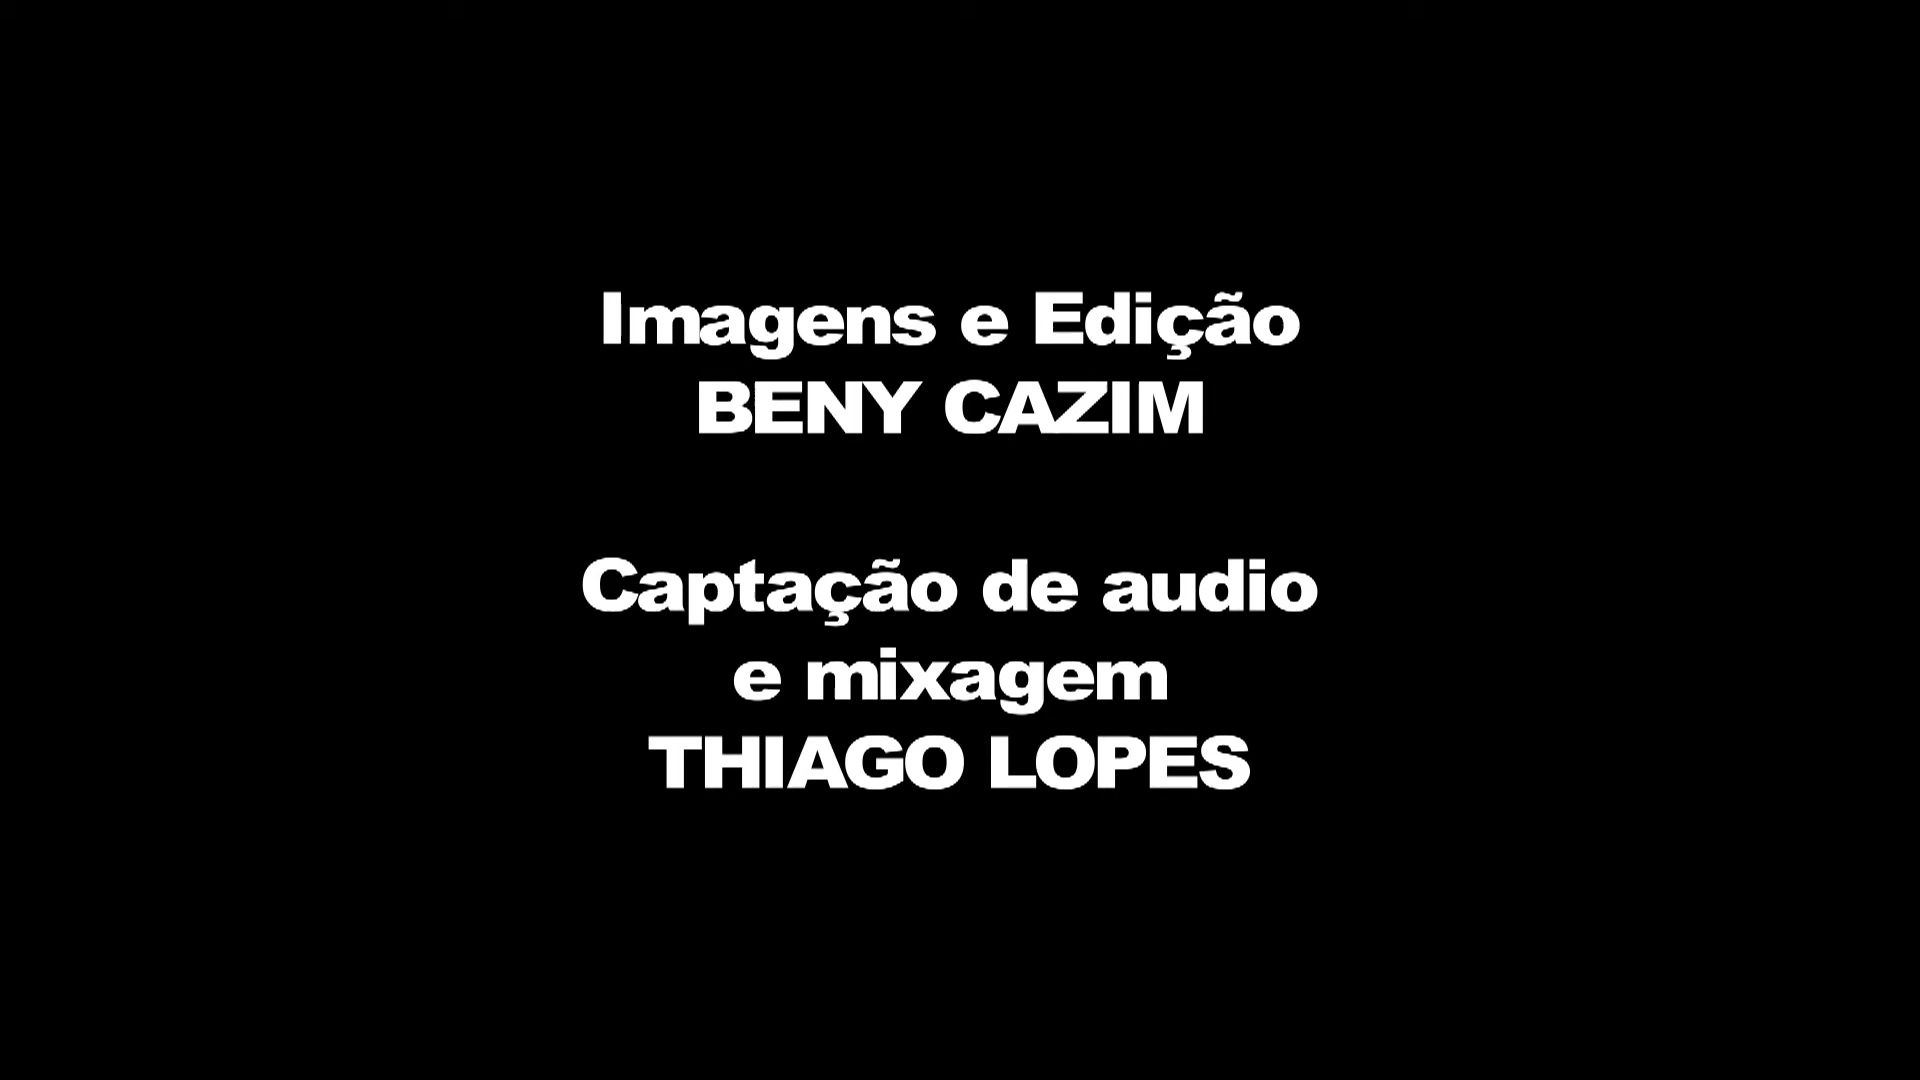 Imagens e Edição
BENY CAZIM
Captação de audio
e mixagem
THIAGO LOPES